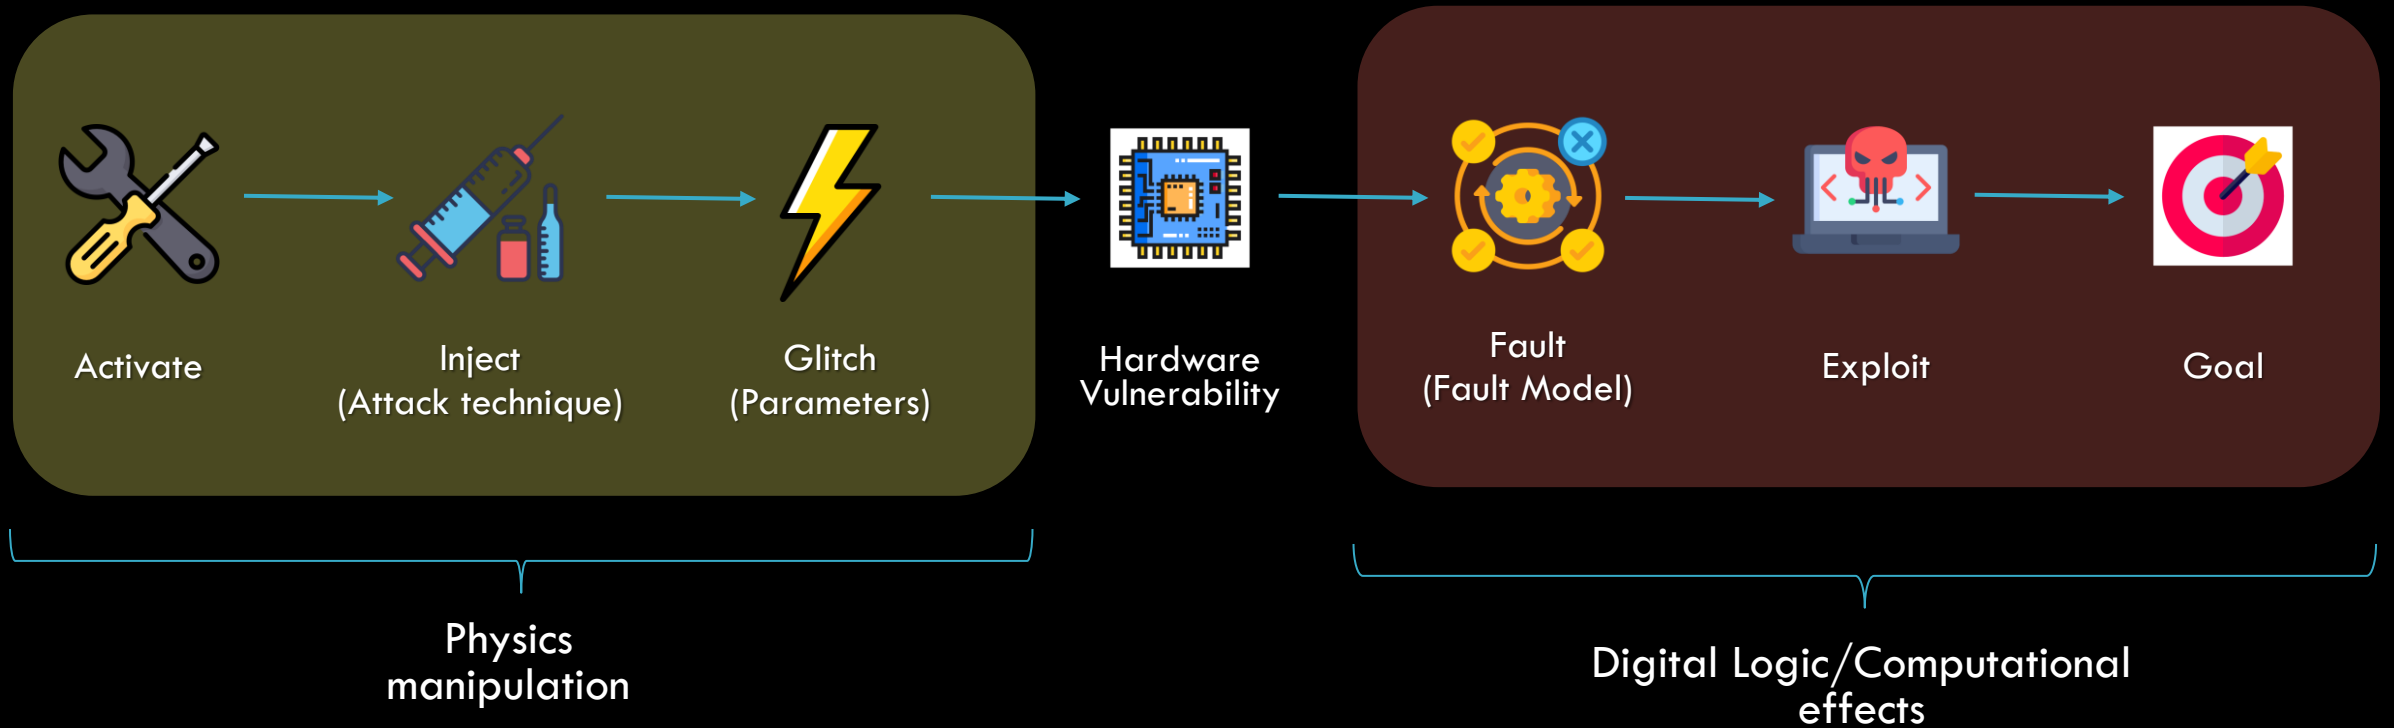 Activate
Inject
(Attack technique)
Glitch
(Parameters)
Hardware
Vulnerability
Fault
(Fault Model)
Exploit
Goal
Physics
manipulation
Digital Logic/Computational
effects